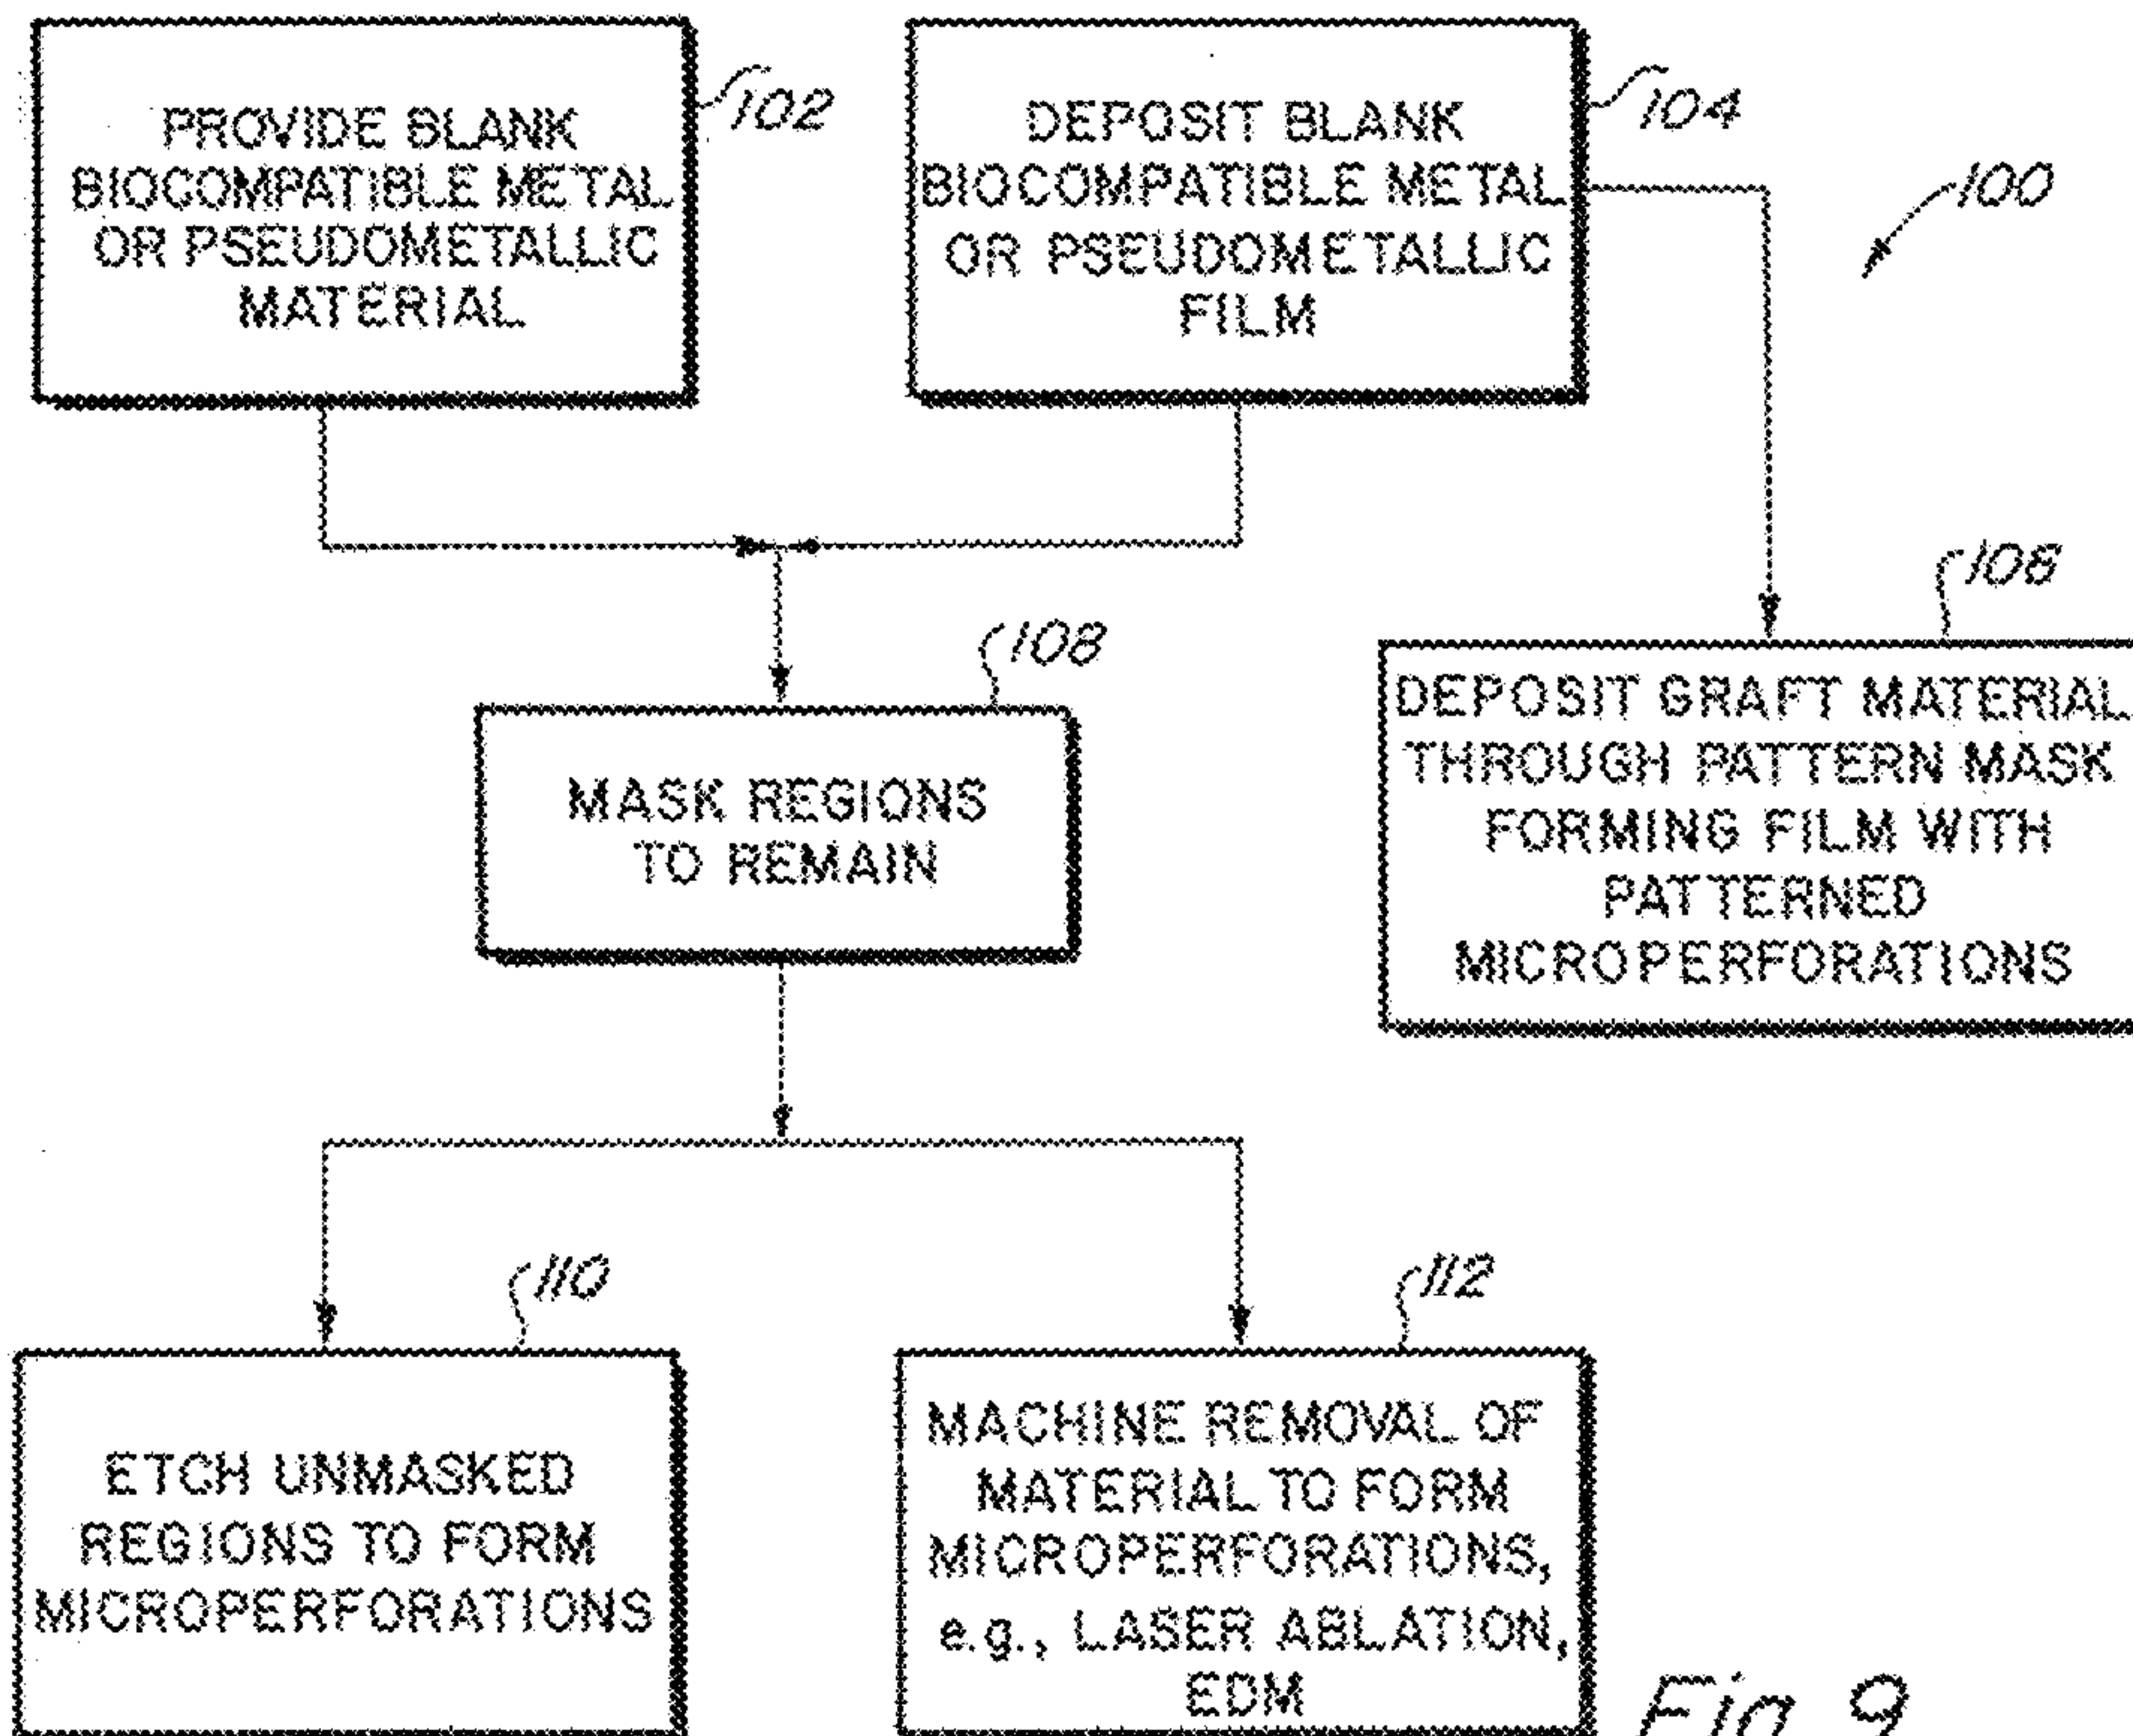 PROVIDE BLANK
BIOCOMPATIBLE METAL
OR PSEUDOMETALLIC
MATERIAL
102
DEPOSIT BLANK
BIOCOMPATIBLE METAL
OR PSEUDOMETALLIC
FILM
104
100
108
MASK REGIONS
TO REMAIN
106
DEPOSIT GRAFT MATERIAL
THROUGH PATTERN MASK
FORMING FILM WITH
PATTERNED
MICROPERFORATIONS
110
ETCH UNMASKED
REGIONS TO FORM
MICROPERFORATIONS
112
MACHINE REMOVAL OF
MATERIAL TO FORM
MICROPERFORATIONS,
e.g., LASER ABLATION,
EDM
Fig. 9